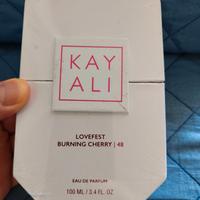 KAY
ALI
LOVEFEST
BURNING CHERRY | 48
EAU DE PARFUM
100 ML / 3.4 FL. OZ